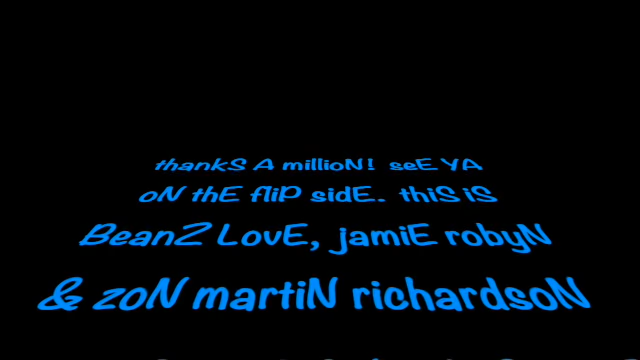 thankS A millioN! seE YA
oN thE fliP sidE. thiS iS
BeanZ LovE, jamiE robyN
& zoN martiN richardsoN